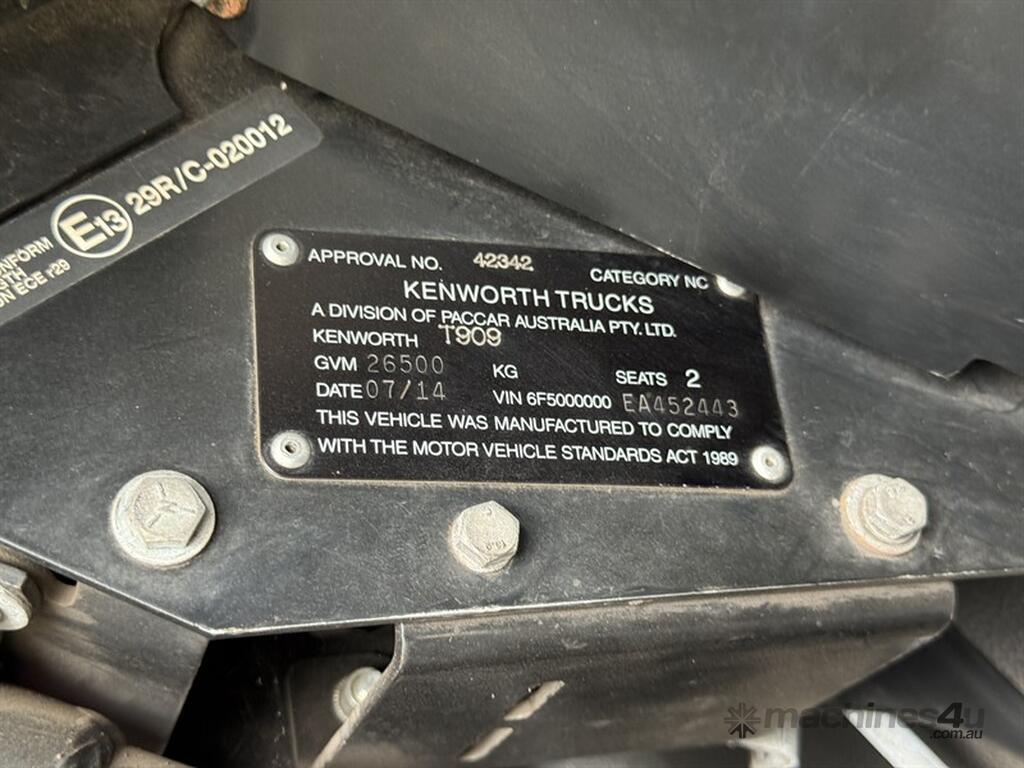 E13 29R/C-020012
ECE r29
APPROVAL NO. 42342 CATEGORY NC
KENWORTH TRUCKS
A DIVISION OF PACCAR AUSTRALIA PTY. LTD.
KENWORTH T909
GVM 26500 KG SEATS 2
DATE 07/14 VIN 6F5000000 EA452443
THIS VEHICLE WAS MANUFACTURED TO COMPLY
WITH THE MOTOR VEHICLE STANDARDS ACT 1989
machines4u
.com.au